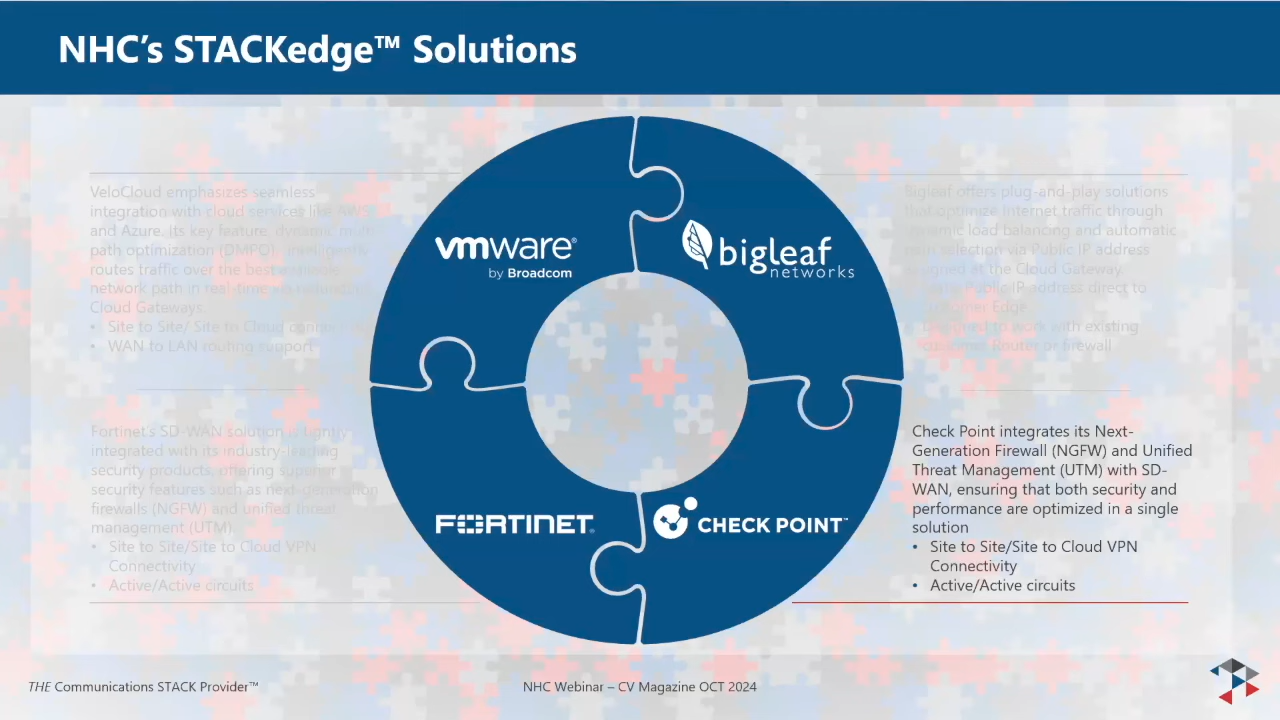 NHC's STACKedge™ Solutions
VeloCloud emphasizes seamless
integration with cloud services like AWS
and Azure. Its key feature, dynamic multi-
path optimization (DMPO), intelligently
routes traffic over the best available
network path in real-time via
Cloud Gateways.
• Site to Site/ Site to Cloud
• WAN to LAN routing support
vmware®
by Broadcom
bigleaf
networks
Bigleaf offers plug-and-play solutions
that optimize internet traffic through
dynamic load balancing and automatic
path selection via Public IP address
assigned at the Cloud Gateway.
Public IP address direct to
Customer Edge
• Designed to work with existing
customer Router or firewall
Fortinet's SD-WAN solution is tightly
integrated with its industry-leading
security products, offering superior
security features such as next-generation
firewalls (NGFW) and unified threat
management (UTM)
• Site to Site/Site to Cloud VPN
Connectivity
• Active/Active circuits
FORTINET®
CHECK POINT™
Check Point integrates its Next-
Generation Firewall (NGFW) and Unified
Threat Management (UTM) with SD-
WAN, ensuring that both security and
performance are optimized in a single
solution
• Site to Site/Site to Cloud VPN
Connectivity
• Active/Active circuits
THE Communications STACK Provider™
NHC Webinar – CV Magazine OCT 2024